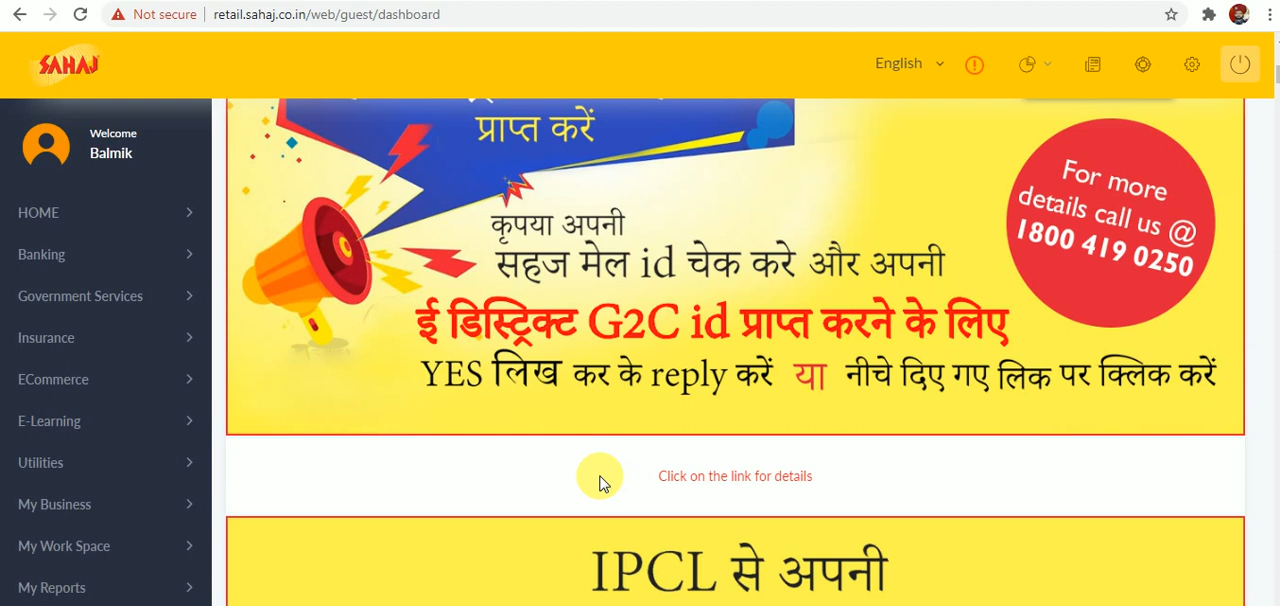 Not secure
retail.sahaj.co.in/web/guest/dashboard
SAHAJ
English
Welcome
Balmik
HOME
Banking
Government Services
Insurance
ECommerce
E-Learning
Utilities
My Business
My Work Space
My Reports
प्राप्त करें
कृपया अपनी
सहज मेल id चेक करे और अपनी
ई डिस्ट्रिक्ट G2C id प्राप्त करने के लिए
YES लिख कर के reply करें या नीचे दिए गए लिंक पर क्लिक करें
For more
details call us @
1800 419 0250
Click on the link for details
IPCL से अपनी